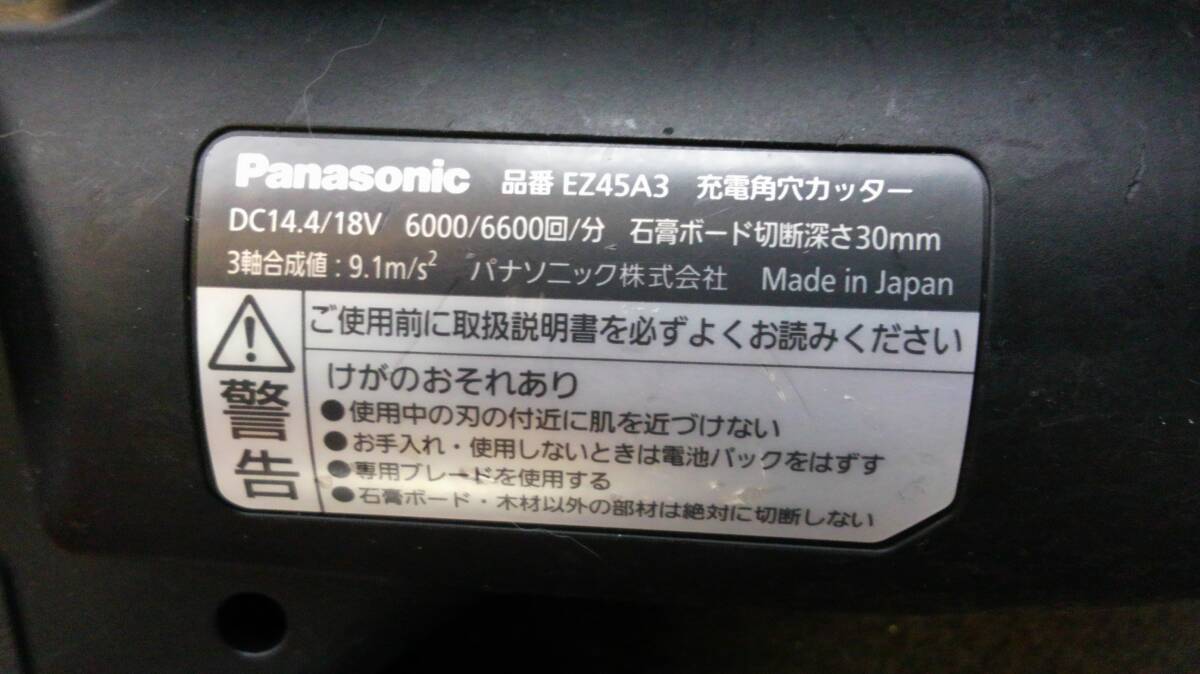 Panasonic 品番 EZ45A3 充電角穴カッター
DC14.4/18V 6000/6600回/分 石膏ボード切断深さ30mm
3軸合成値：9.1m/s² パナソニック株式会社 Made in Japan
警告
ご使用前に取扱説明書を必ずよくお読みください
けがのおそれあり
●使用中の刃の付近に肌を近づけない
●お手入れ・使用しないときは電池パックをはずす
●専用ブレードを使用する
●石膏ボード・木材以外の部材は絶対に切断しない